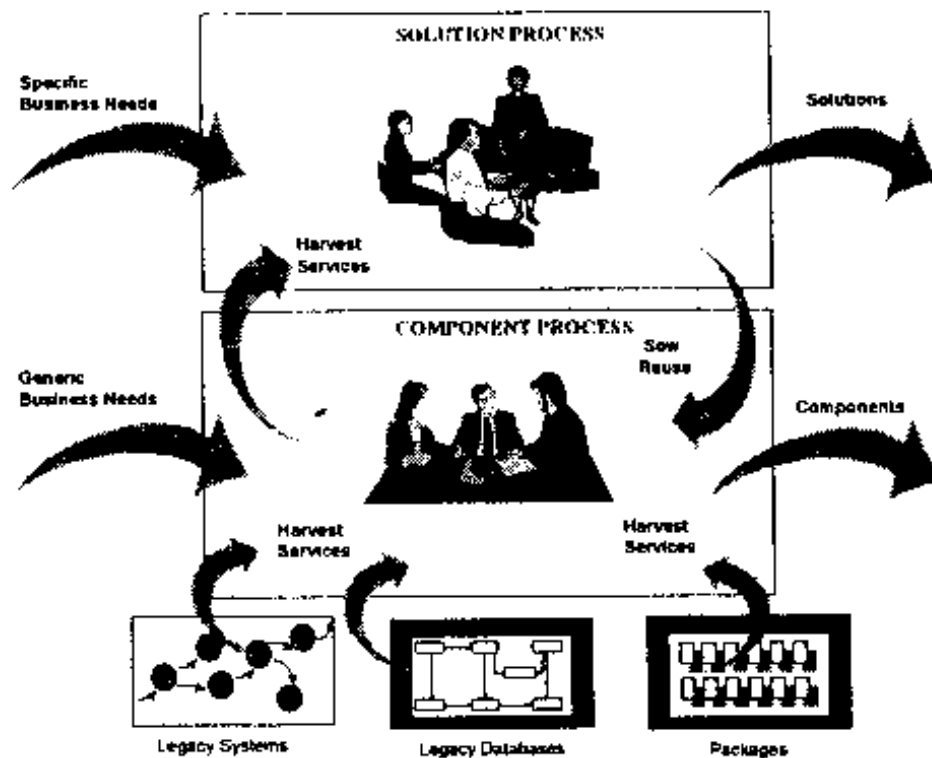 SOLUTION PROCESS
Specific
Business Needs
Solutions
Harvest
Services
COMPONENT PROCESS
Sow
Reuse
Generic
Business Needs
Components
Harvest
Services
Harvest
Services
Legacy Systems
Legacy Databases
Packages